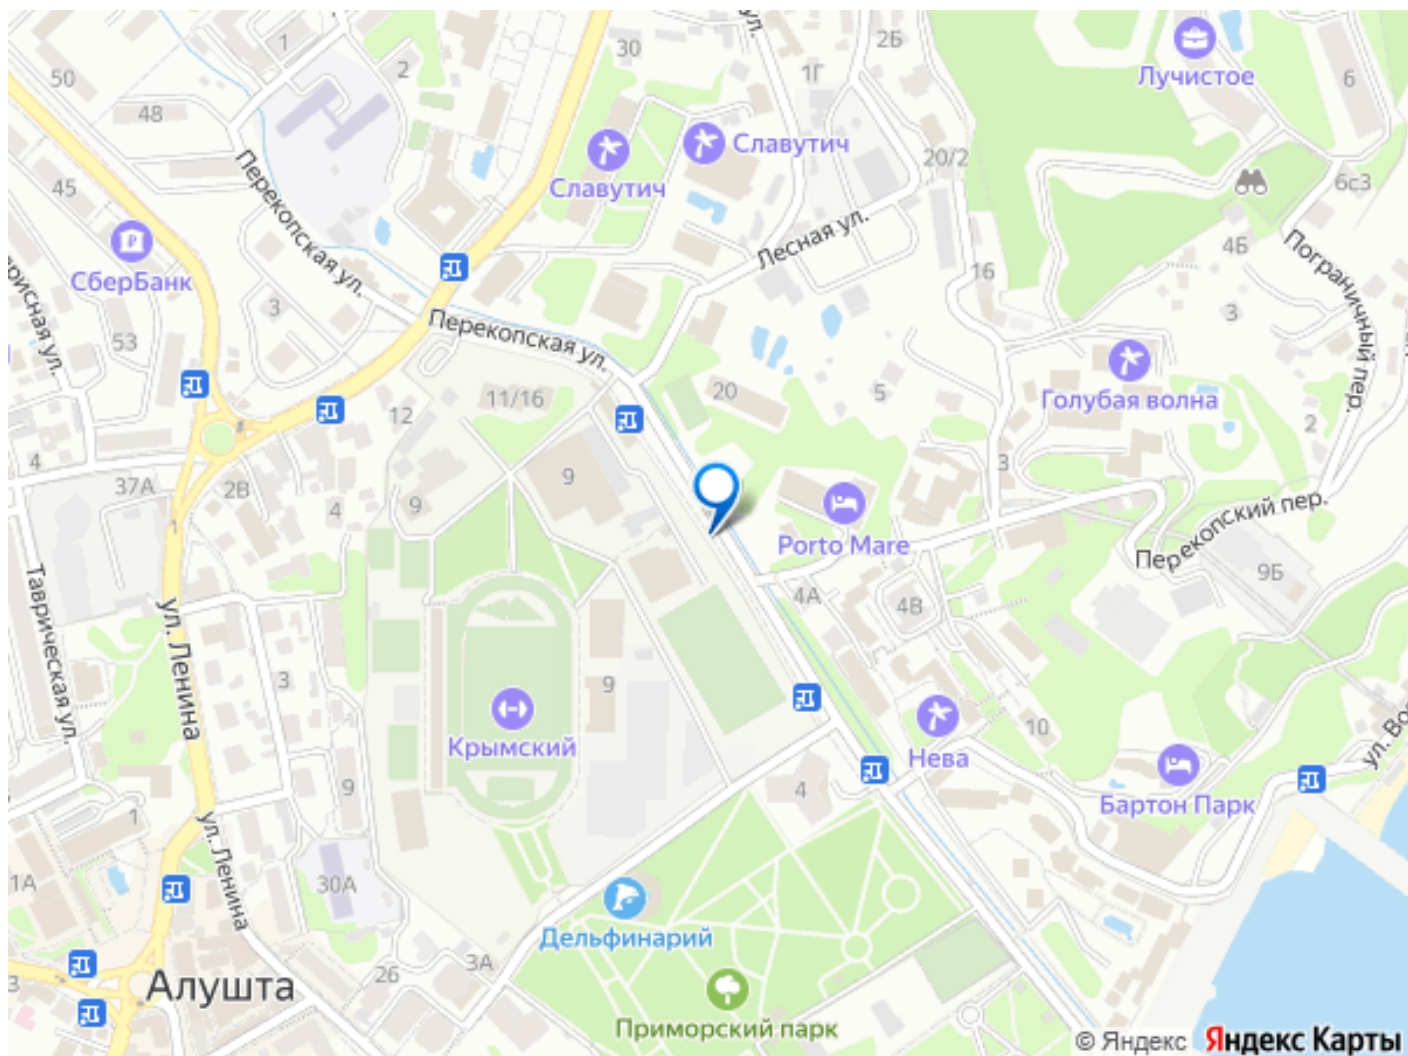 ул.
2Б
30
1
2
1Г
Лучистое
6
50
48
Славутич
Славутич
20/2
6с3
45
Перекопская ул.
СберБанк
Лесная ул.
4Б
16
Пограничный пер.
3
3
53
Перекопская ул.
Голубая волна
20
5
11/16
12
2
4
37А
2В
4
9
9
3
Porto Mare
Перекопский пер.
9Б
1
4А
4В
Таврическая ул.
ул. Ленина
3
9
Крымский
Нева
10
9
4
Бартон Парк
1
ул. Ленина
1А
30А
Дельфинарий
26
3А
3
Алушта
Приморский парк
© Яндекс
Яндекс Карты